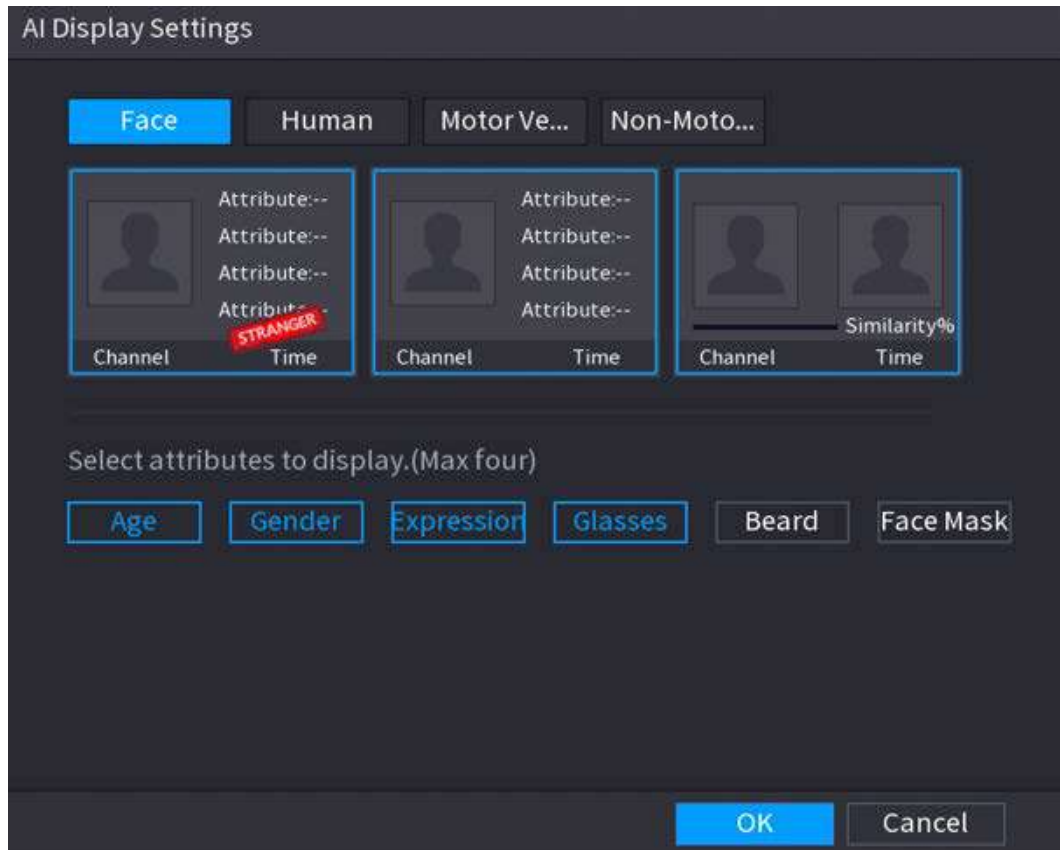 AI Display Settings
Face Human Motor Ve... Non-Moto...
Attribute:-- Attribute:--
Attribute:-- Attribute:--
Attribute:-- Attribute:--
Attribute:-- Attribute:--
STRANGER Similarity%
Channel Time Channel Time Channel Time
Select attributes to display.(Max four)
Age Gender Expression Glasses Beard Face Mask
OK Cancel